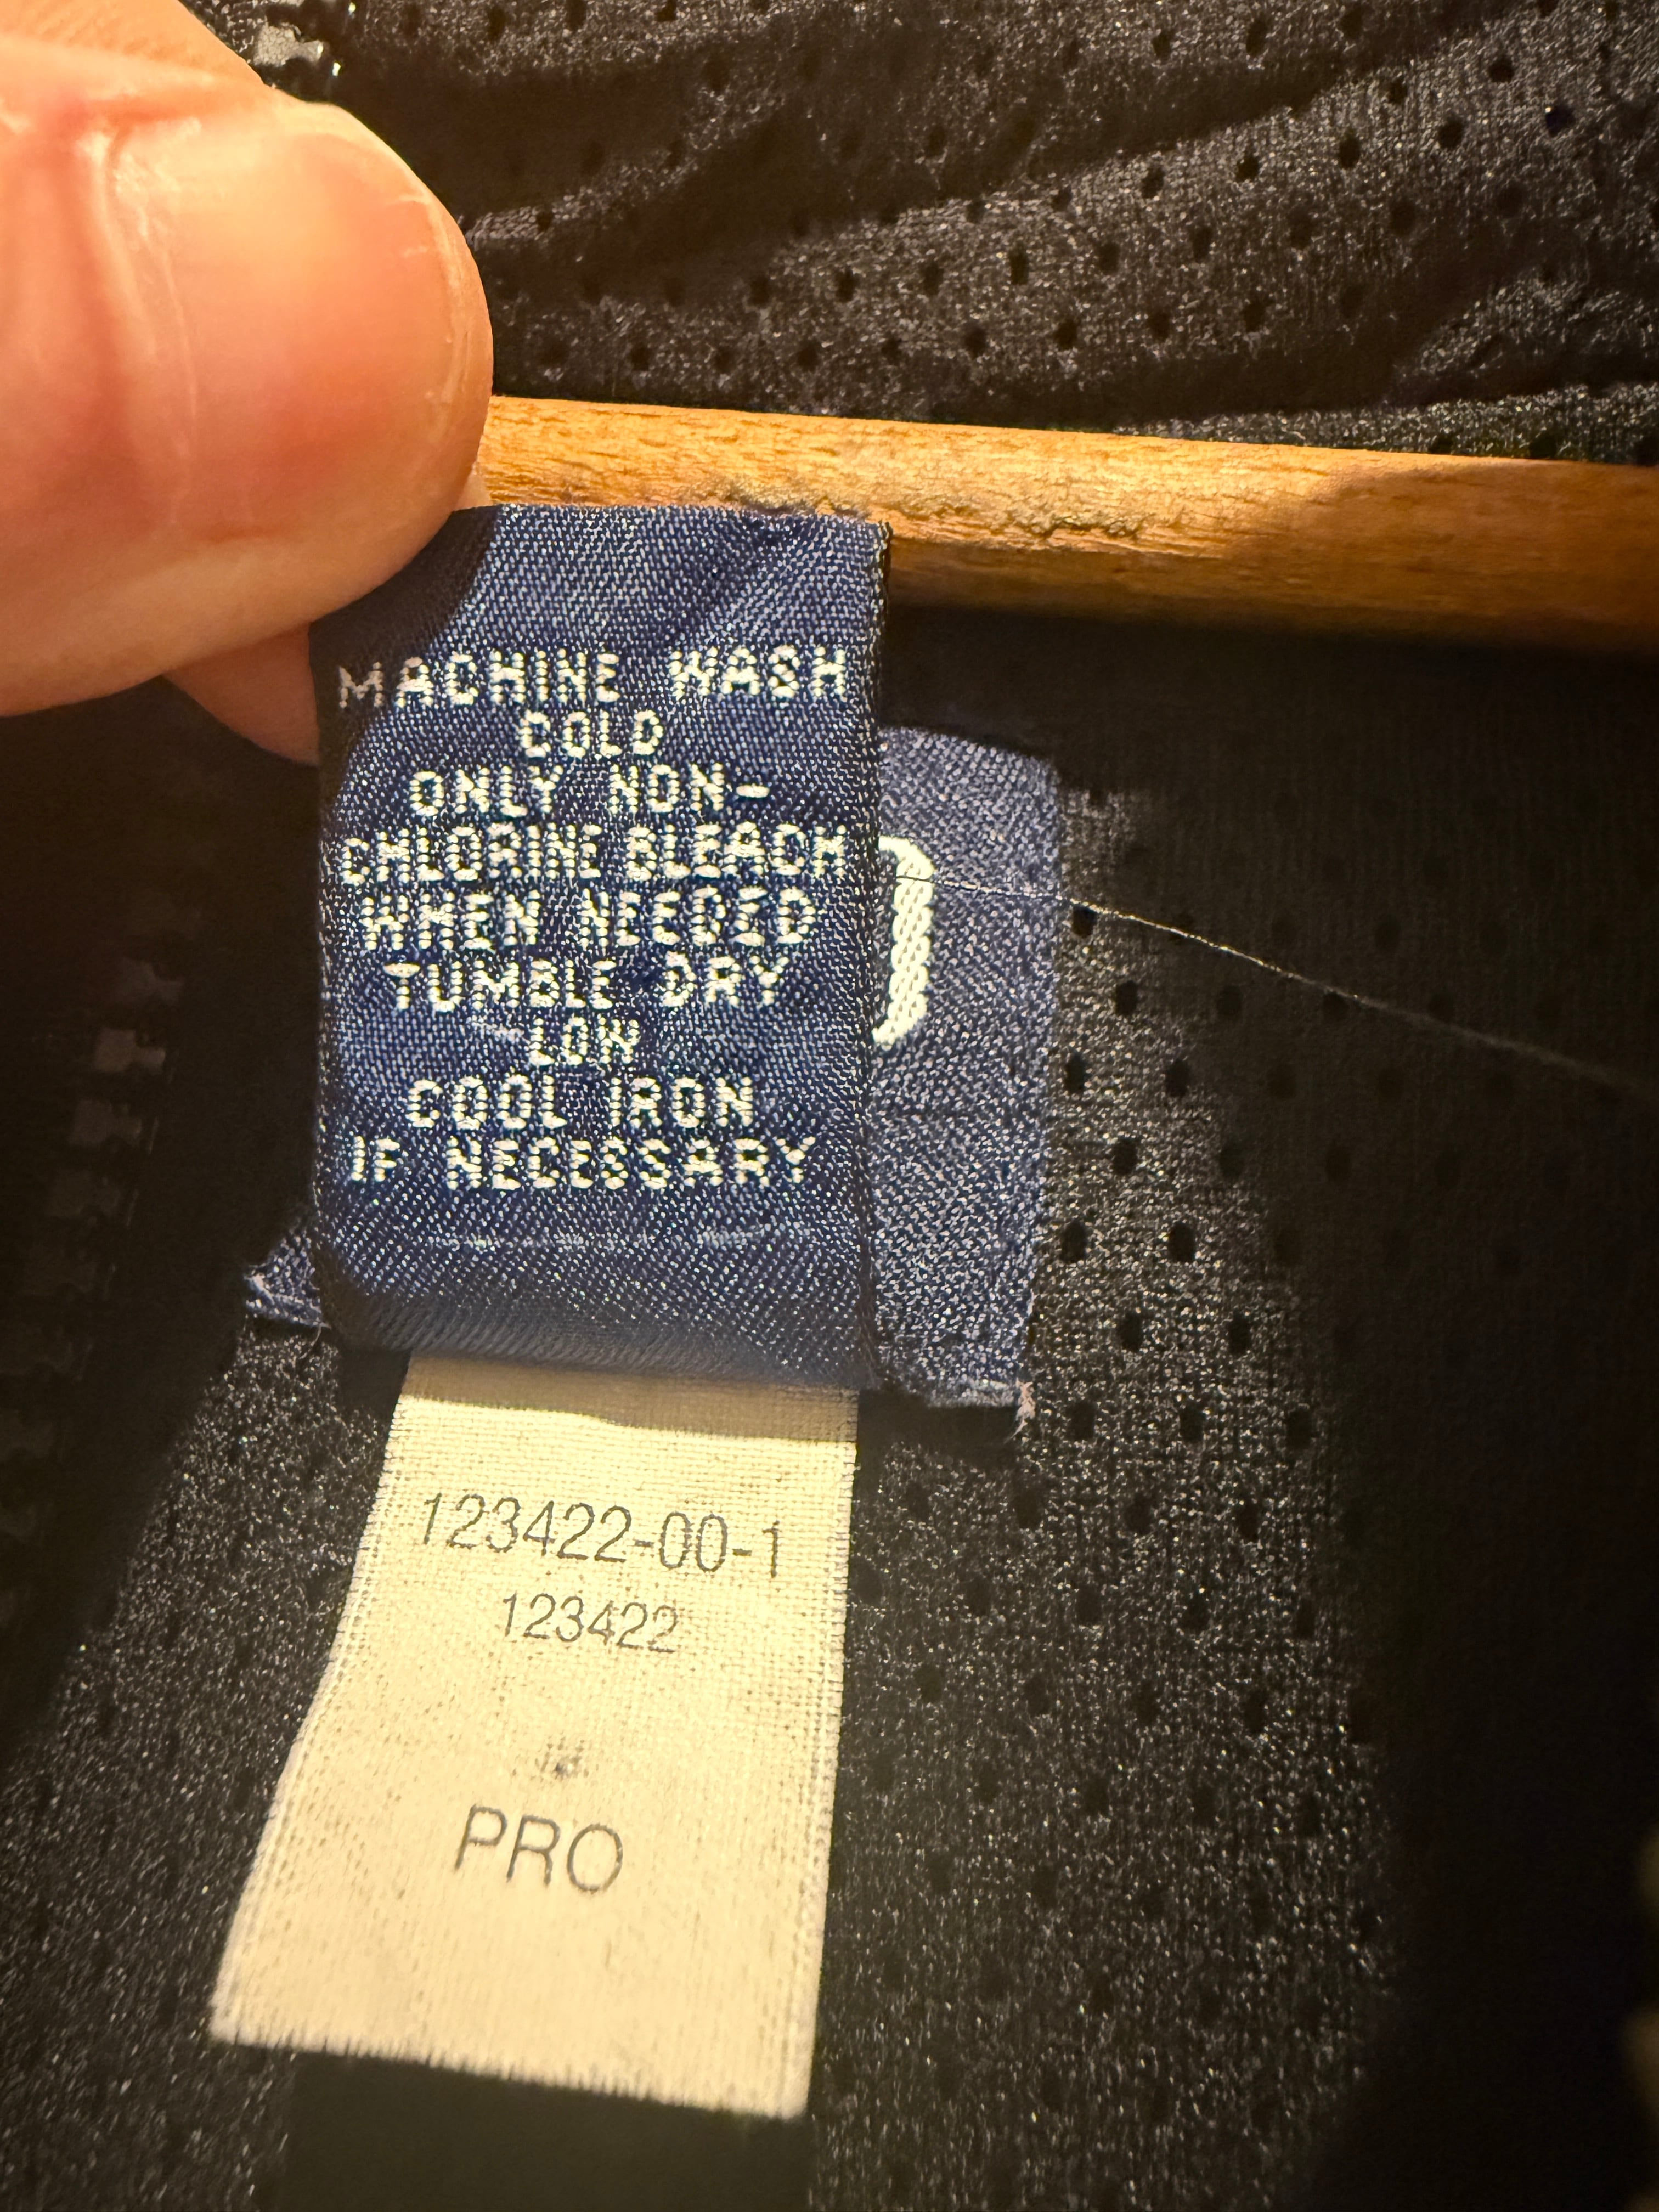 MACHINE WASH
COLD
ONLY NON-
CHLORINE BLEACH
WHEN NEEDED
TUMBLE DRY
LOW
COOL IRON
IF NECESSARY
123422-00-1
123422
PRO